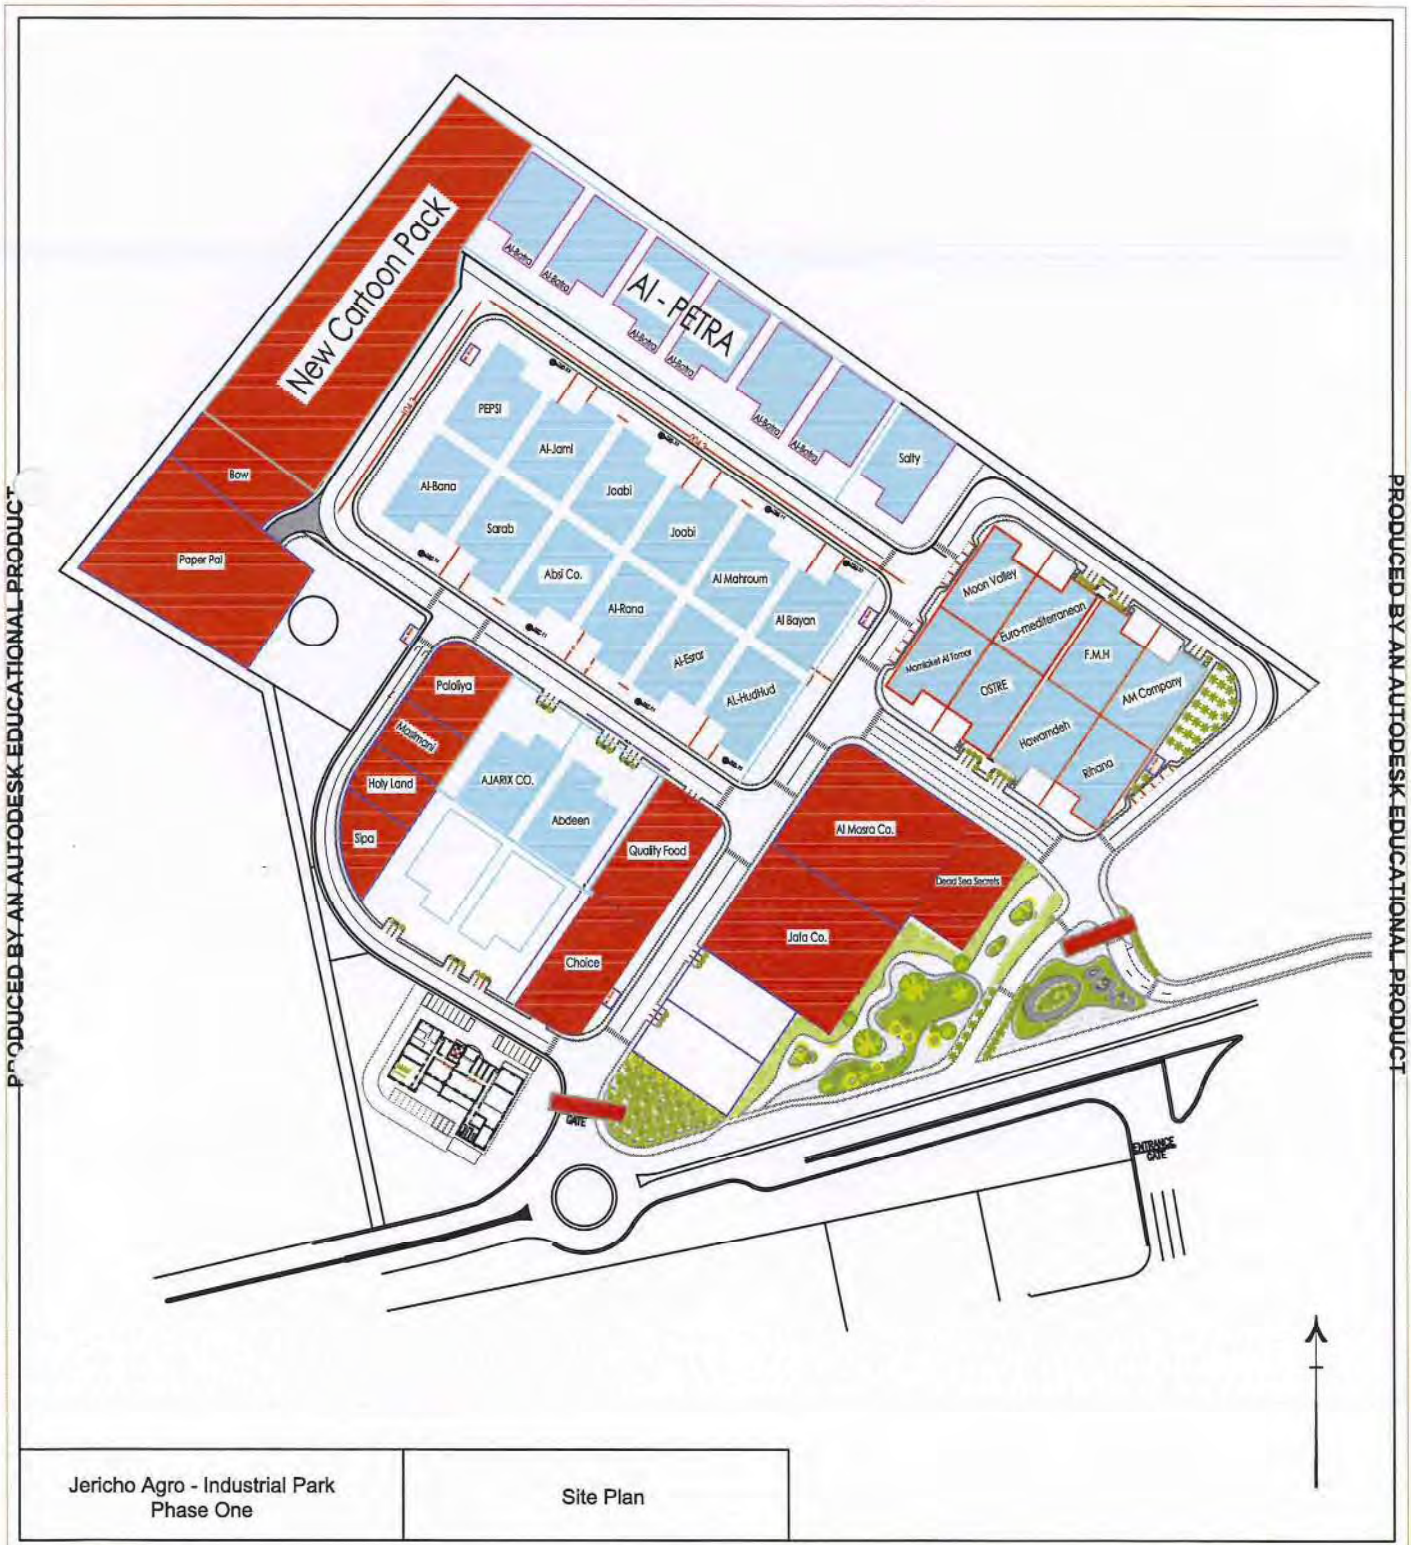 PRODUCED BY AN AUTODESK EDUCATIONAL PRODUCT
PRODUCED BY AN AUTODESK EDUCATIONAL PRODUCT
New Cartoon Pack
Al-Batra
Al-Batra
Al - PETRA
Al-Batra
Al-Batra
Al-Batra
Al-Batra
Salty
PEPSI
Al-Jami
Joabi
Joabi
Al Mahroum
Al Bayan
Al-Bana
Sarab
Absi Co.
Al-Rana
Al-Esrar
AL-HudHud
Bow
Paper Pal
Moon Valley
Euro-mediterranean
F.M.H
AM Company
Mamlaket Al Tomor
OSTRE
Hawamdeh
Rihana
Paloliya
Masimani
Holy Land
Sipa
AJARIX CO.
Abdeen
Quality Food
Choice
Al Masra Co.
Dead Sea Secrets
Jala Co.
GATE
ENTRANCE
GATE
Jericho Agro - Industrial Park
Phase One
Site Plan